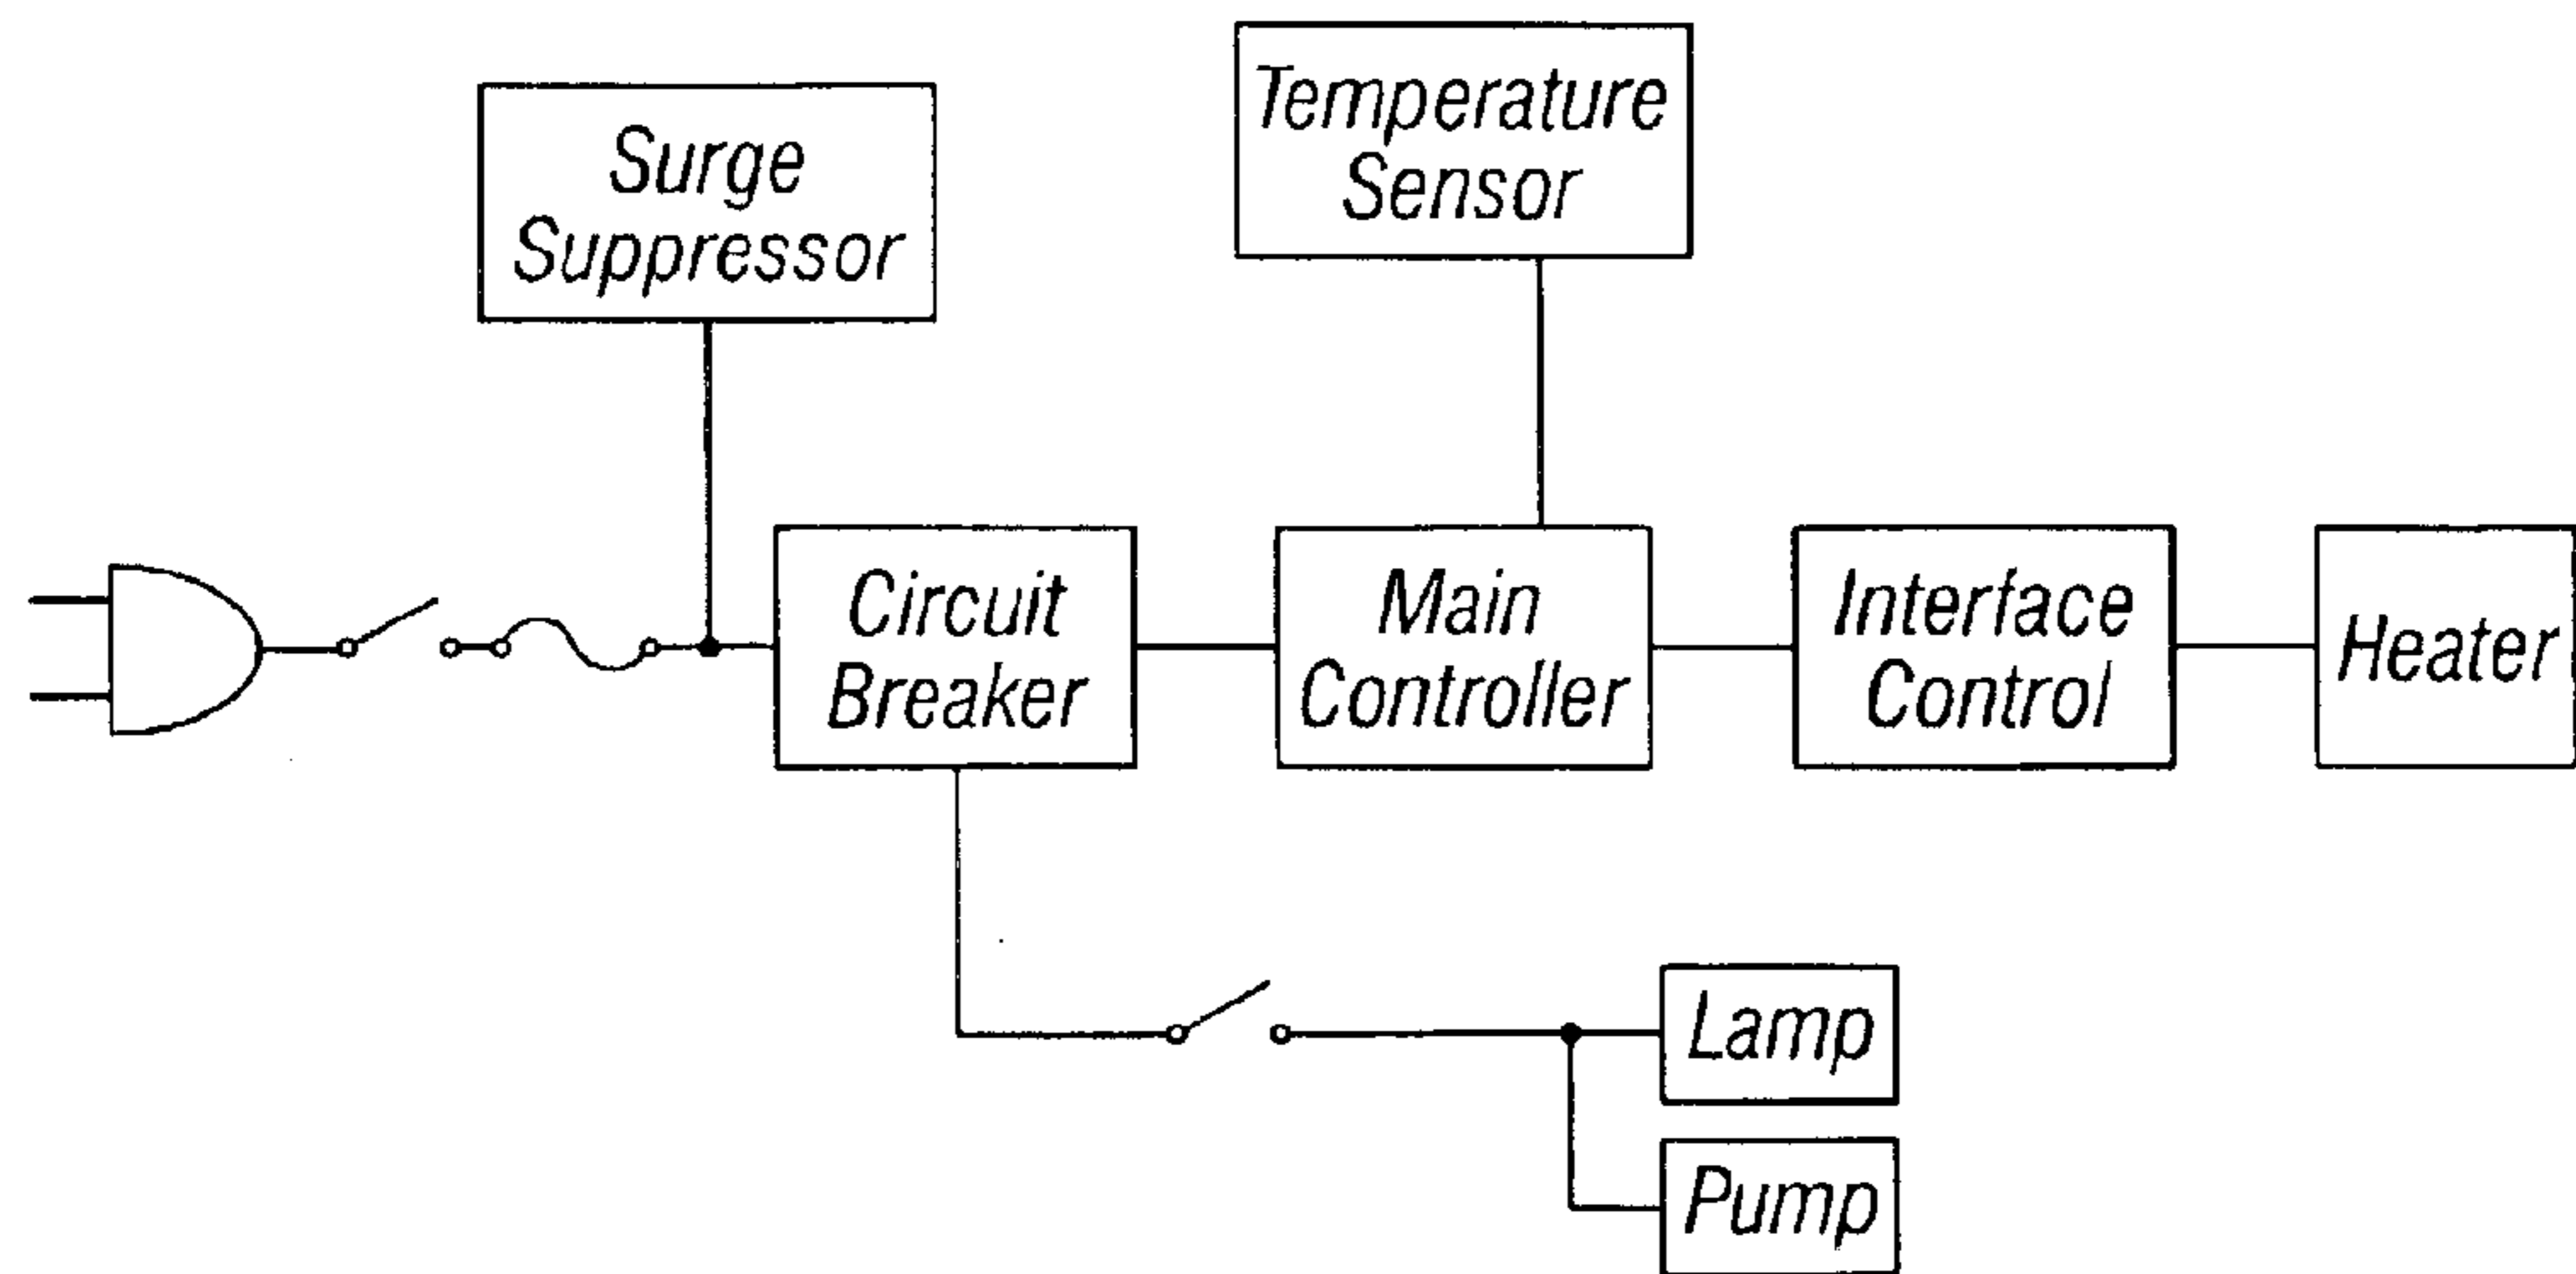 Surge
Suppressor
Temperature
Sensor
Circuit
Breaker
Main
Controller
Interface
Control
Heater
Lamp
Pump